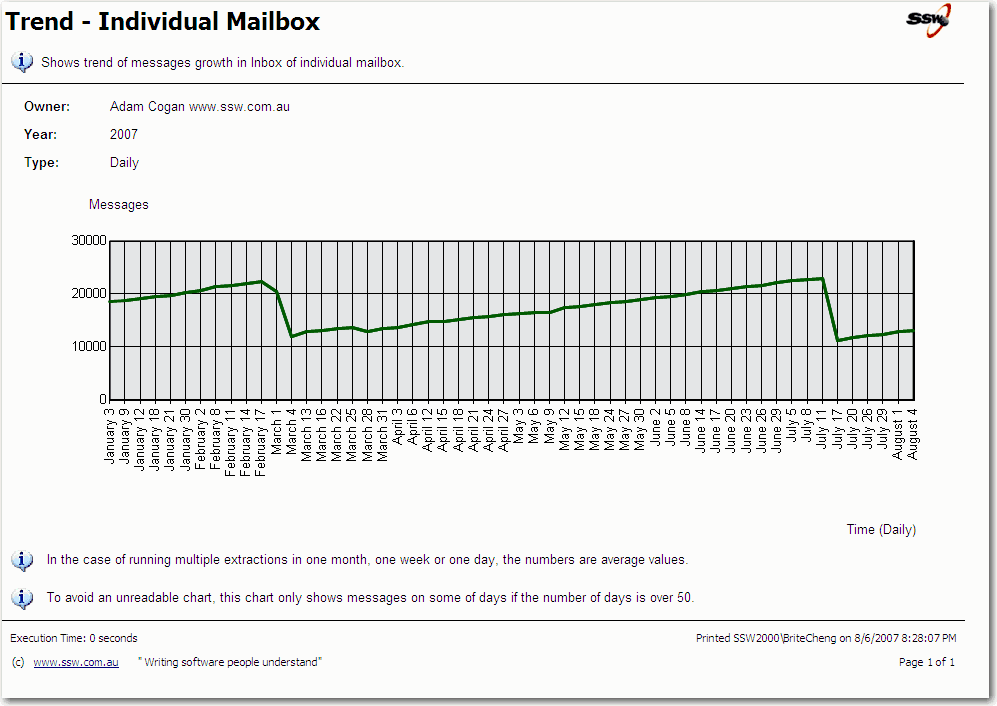 Trend - Individual Mailbox
SSW
Shows trend of messages growth in Inbox of individual mailbox.
Owner: Adam Cogan www.ssw.com.au
Year: 2007
Type: Daily
Messages
30000
20000
10000
0
January 3
January 9
January 12
January 18
January 21
January 30
February 2
February 8
February 11
February 14
February 17
March 1
March 4
March 13
March 16
March 22
March 25
March 28
March 31
April 3
April 6
April 12
April 15
April 18
April 21
April 24
April 27
May 3
May 6
May 9
May 12
May 15
May 18
May 24
May 27
May 30
June 2
June 5
June 8
June 14
June 17
June 20
June 23
June 26
June 29
July 5
July 8
July 11
July 17
July 20
July 26
July 29
August 1
August 4
Time (Daily)
In the case of running multiple extractions in one month, one week or one day, the numbers are average values.
To avoid an unreadable chart, this chart only shows messages on some of days if the number of days is over 50.
Execution Time: 0 seconds
Printed SSW2000\BriteCheng on 8/6/2007 8:28:07 PM
(c) www.ssw.com.au " Writing software people understand"
Page 1 of 1